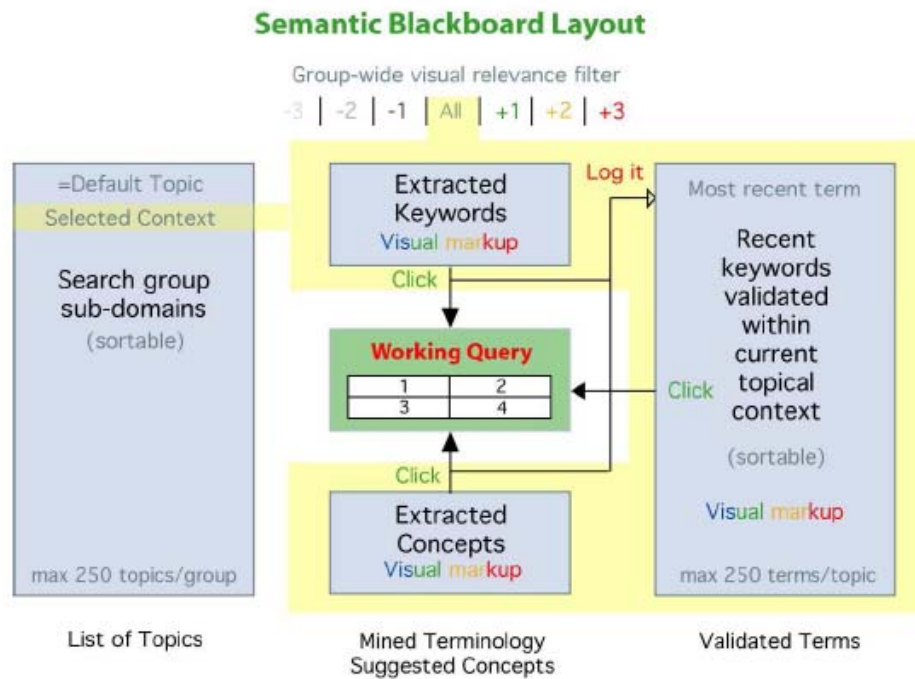 Semantic Blackboard Layout
Group-wide visual relevance filter
-3 | -2 | -1 | All | +1 | +2 | +3
=Default Topic
Selected Context
Search group
sub-domains
(sortable)
max 250 topics/group
List of Topics
Extracted
Keywords
Visual markup
Click
Working Query
1 2
3 4
Click
Extracted
Concepts
Visual markup
Mined Terminology
Suggested Concepts
Log it
Most recent term
Recent
keywords
validated
within
current
topical
context
Click
(sortable)
Visual markup
max 250 terms/topic
Validated Terms